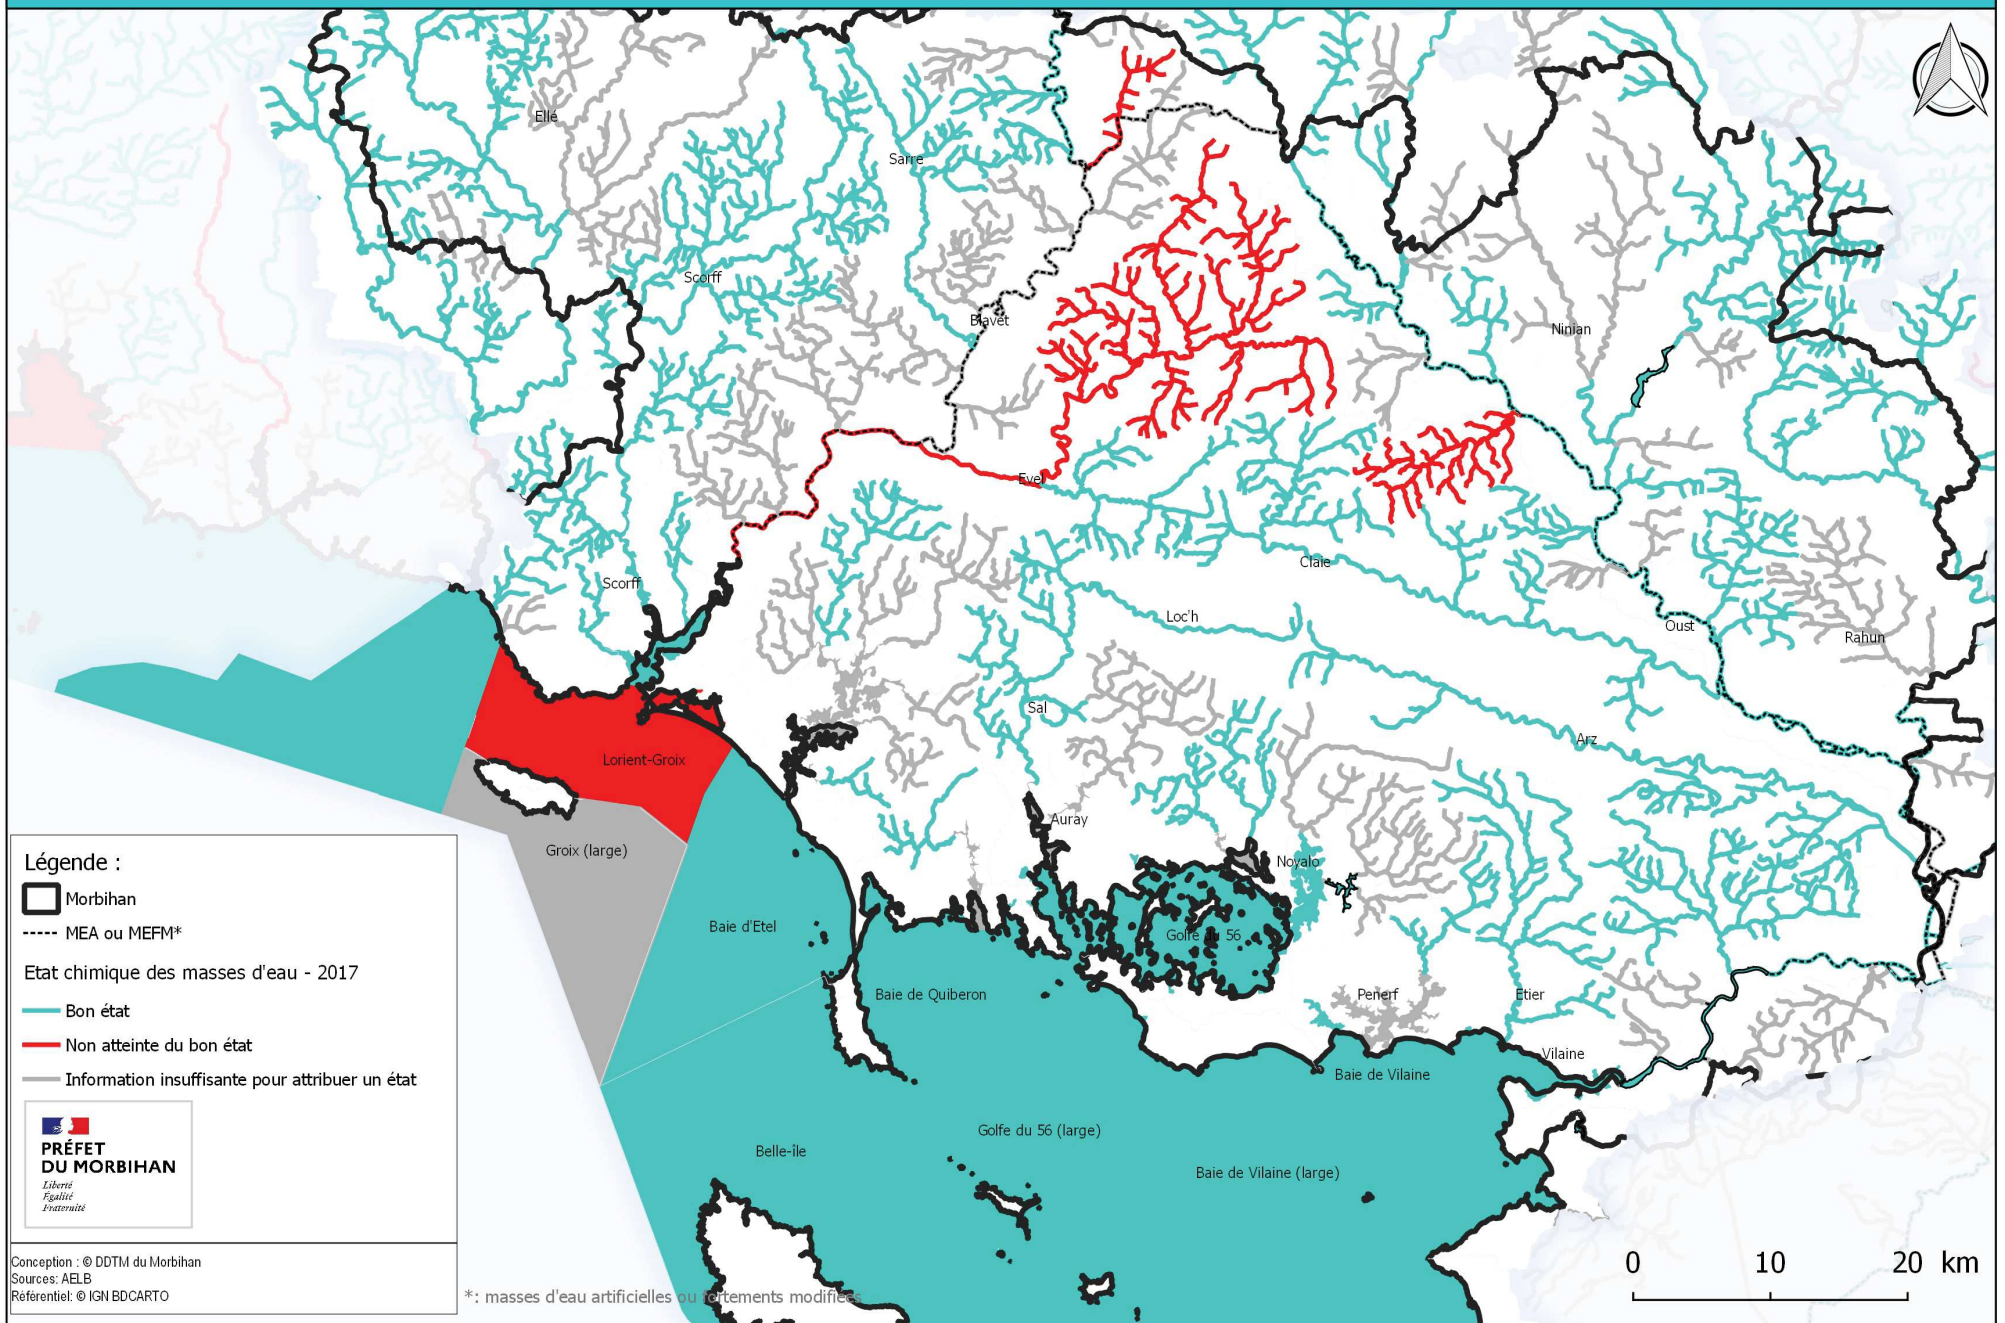 Ellé
Sarre
Scorff
Blavet
Ninian
Evel
Claie
Scorff
Loc'h
Oust
Rahun
Sal
Arz
Lorient-Groix
Auray
Groix (large)
Noyalo
Baie d'Etel
Golfe du 56
Baie de Quiberon
Penerf
Etier
Vilaine
Baie de Vilaine
Golfe du 56 (large)
Belle-île
Baie de Vilaine (large)
Légende :
Morbihan
MEA ou MEFM*
Etat chimique des masses d'eau - 2017
Bon état
Non atteinte du bon état
Information insuffisante pour attribuer un état
PRÉFET
DU MORBIHAN
Liberté
Égalité
Fraternité
Conception : © DDTM du Morbihan
Sources: AELB
Référentiel: © IGN BDCARTO
*: masses d'eau artificielles ou fortements modifiées
0 10 20 km